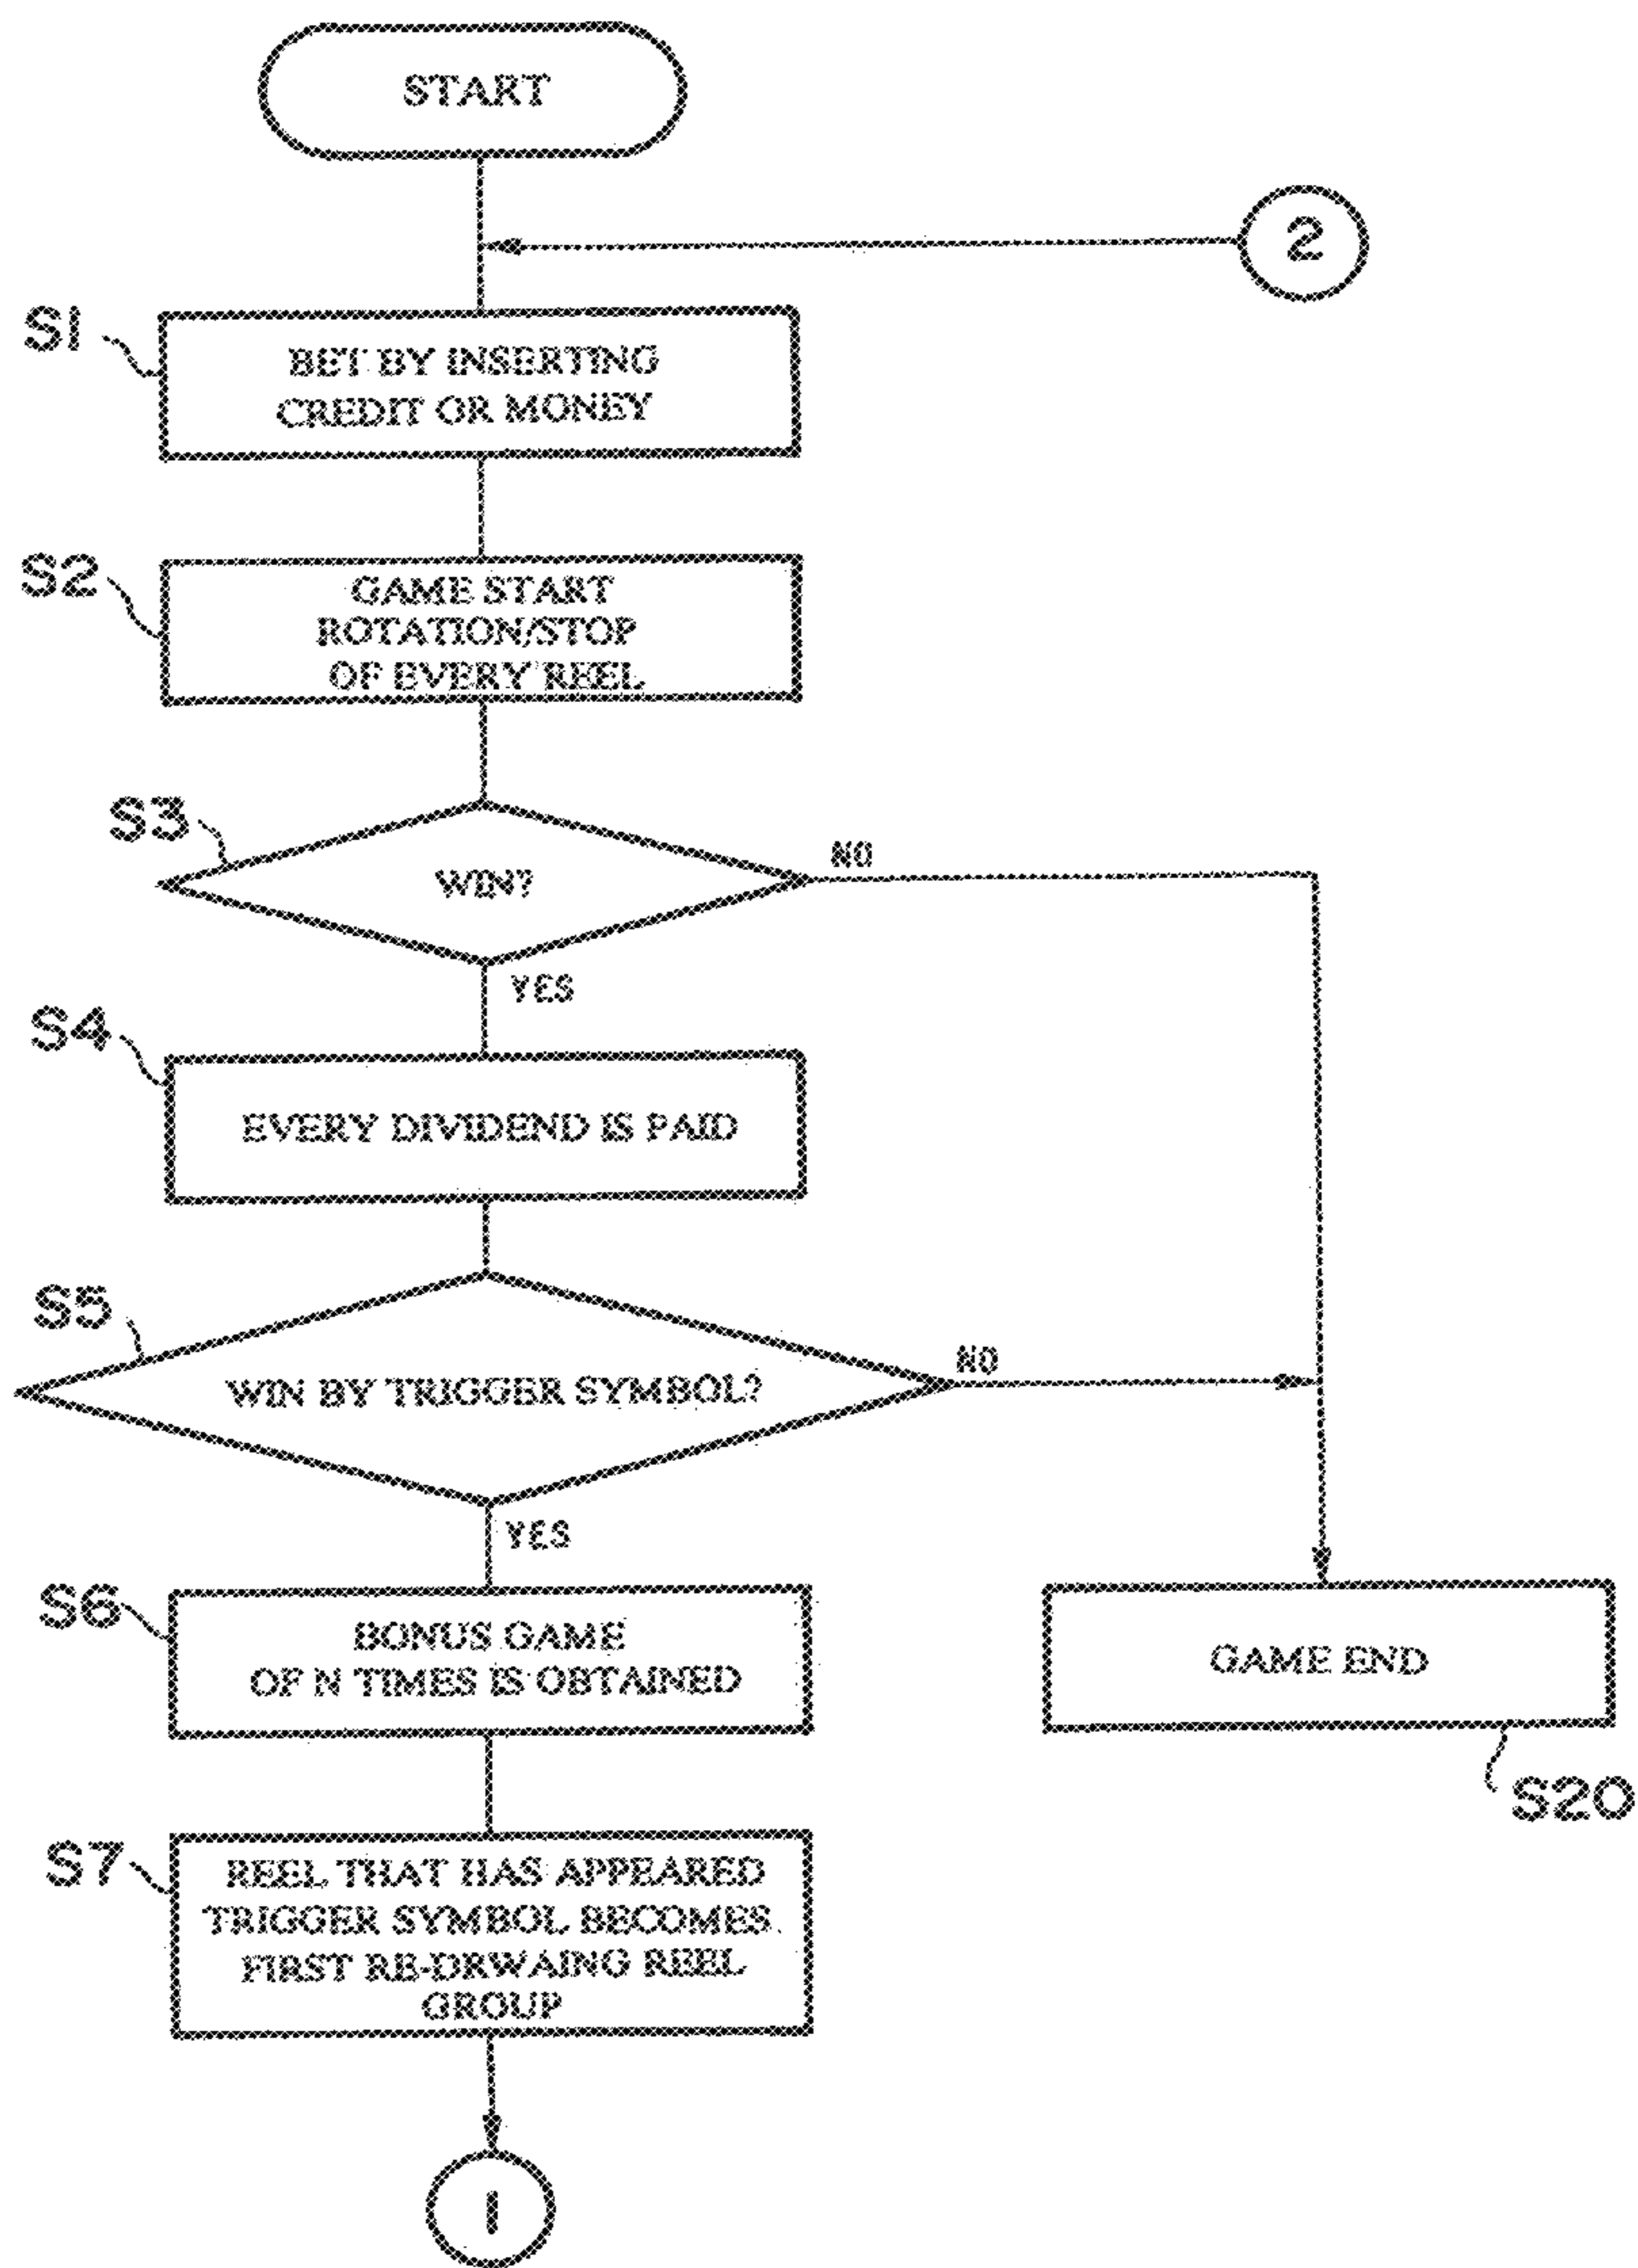 START
2
S1
BET BY INSERTING
CREDIT OR MONEY
S2
GAME START
ROTATION/STOP
OF EVERY REEL
S3
WIN?
NO
YES
S4
EVERY DIVIDEND IS PAID
S5
WIN BY TRIGGER SYMBOL?
NO
YES
S6
BONUS GAME
OF N TIMES IS OBTAINED
GAME END
S20
S7
REEL THAT HAS APPEARED
TRIGGER SYMBOL BECOMES
FIRST RE-DRWAING REEL
GROUP
1